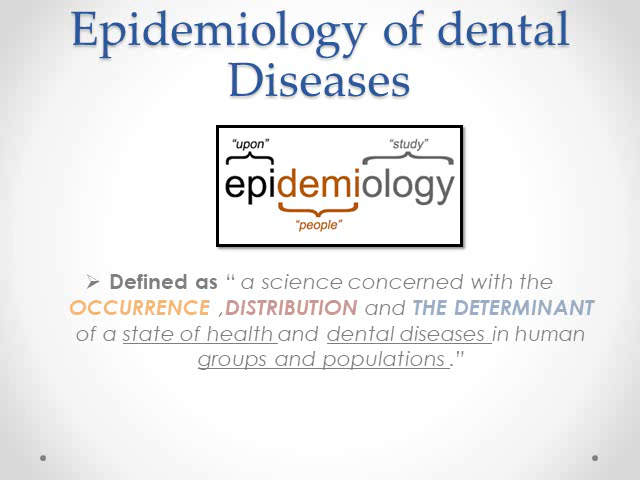 Epidemiology of dental
Diseases
“upon” “study”
epidemiology
“people”
➢ Defined as “ a science concerned with the
OCCURRENCE ,DISTRIBUTION and THE DETERMINANT
of a state of health and dental diseases in human
groups and populations .”